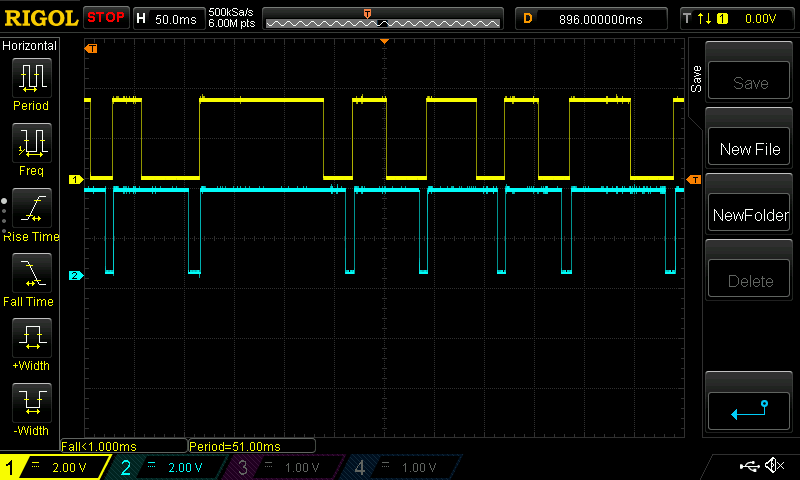 RIGOL STOP H 50.0ms 500kSa/s 6.00M pts T D 896.000000ms T 1 0.00V
Horizontal
Period
Freq
Rise Time
Fall Time
+Width
-Width
T
1
T
2
Save
Save
New File
NewFolder
Delete
Fall<1.000ms Period=51.00ms
1 2.00 V 2 2.00 V 3 1.00 V 4 1.00 V